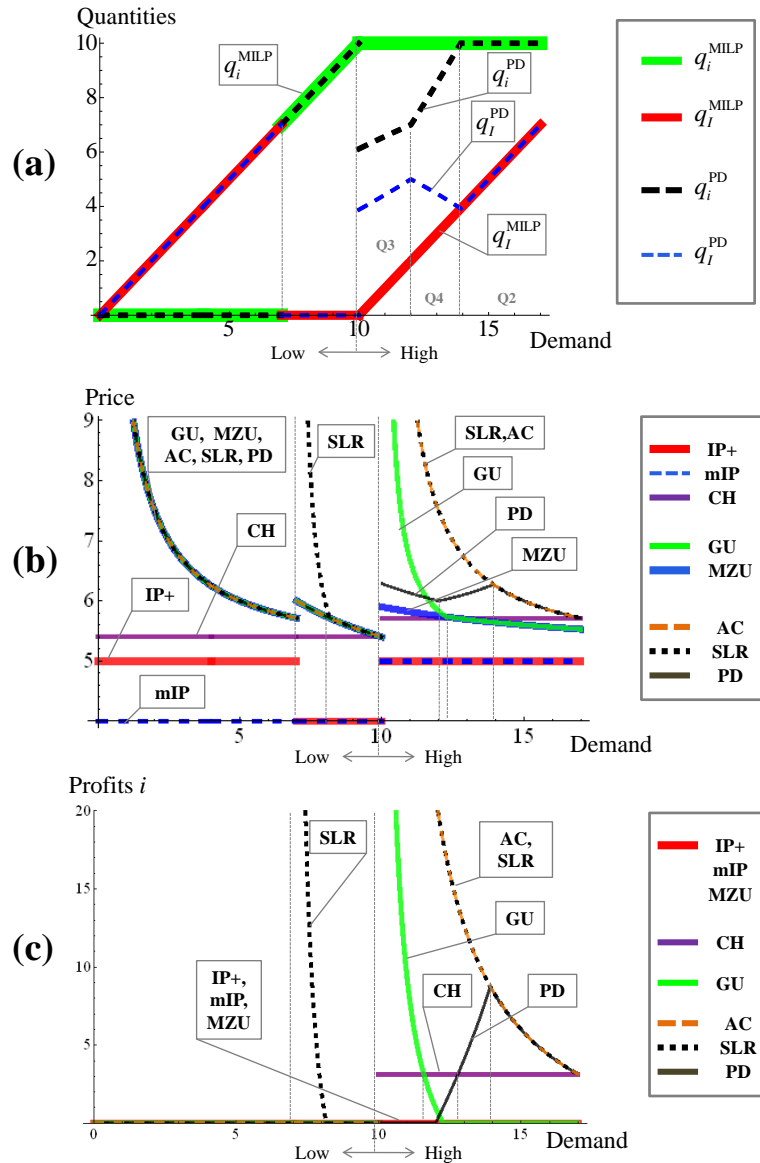 Quantities
(a)
10
8
6
4
2
5
10
15
Demand
Low
High
q_i^MILP
q_i^PD
q_I^PD
q_I^MILP
Q3
Q4
Q2
q_i^MILP
q_I^MILP
q_i^PD
q_I^PD
Price
(b)
9
8
7
6
5
5
10
15
Demand
Low
High
GU, MZU,
AC, SLR, PD
SLR
SLR,AC
GU
PD
MZU
CH
IP+
mIP
IP+
mIP
CH
GU
MZU
AC
SLR
PD
Profits i
(c)
20
15
10
5
0
0
5
10
15
Demand
Low
High
SLR
AC,
SLR
GU
IP+,
mIP,
MZU
CH
PD
IP+
mIP
MZU
CH
GU
AC
SLR
PD